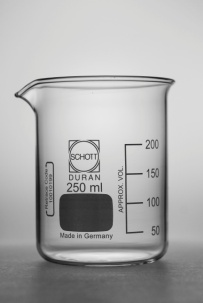 SCHOTT
DURAN
250 ml
Made in Germany
APPROX. VOL.
200
150
100
50